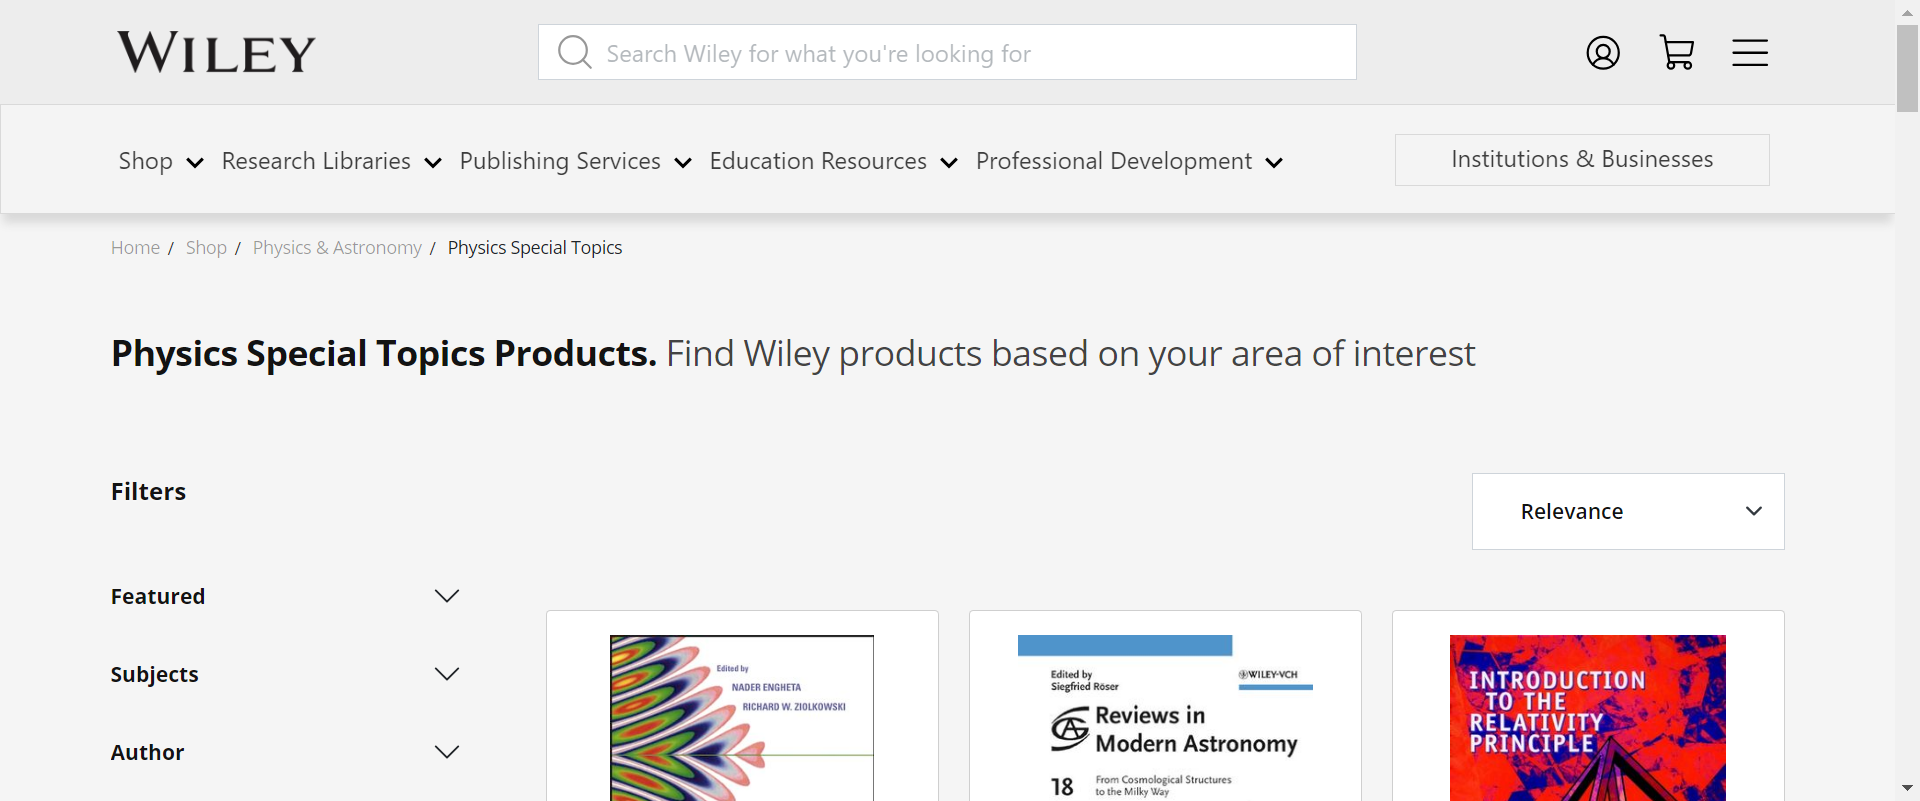 WILEY
Search Wiley for what you're looking for
Shop Research Libraries Publishing Services Education Resources Professional Development Institutions & Businesses
Home / Shop / Physics & Astronomy / Physics Special Topics
Physics Special Topics Products. Find Wiley products based on your area of interest
Filters
Relevance
Featured
Subjects
Author
Edited by
NADER ENGHETA
RICHARD W. ZIOLKOWSKI
Edited by
Siegfried Röser
WILEY-VCH
Reviews in
Modern Astronomy
18 From Cosmological Structures
to the Milky Way
INTRODUCTION
TO THE
RELATIVITY
PRINCIPLE